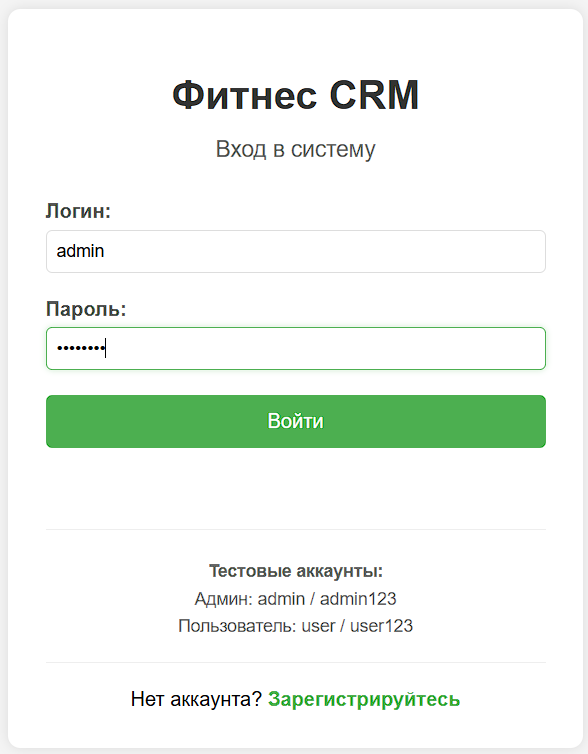 Фитнес CRM
Вход в систему
Логин:
admin
Пароль:
••••••••
Войти
Тестовые аккаунты:
Админ: admin / admin123
Пользователь: user / user123
Нет аккаунта? Зарегистрируйтесь